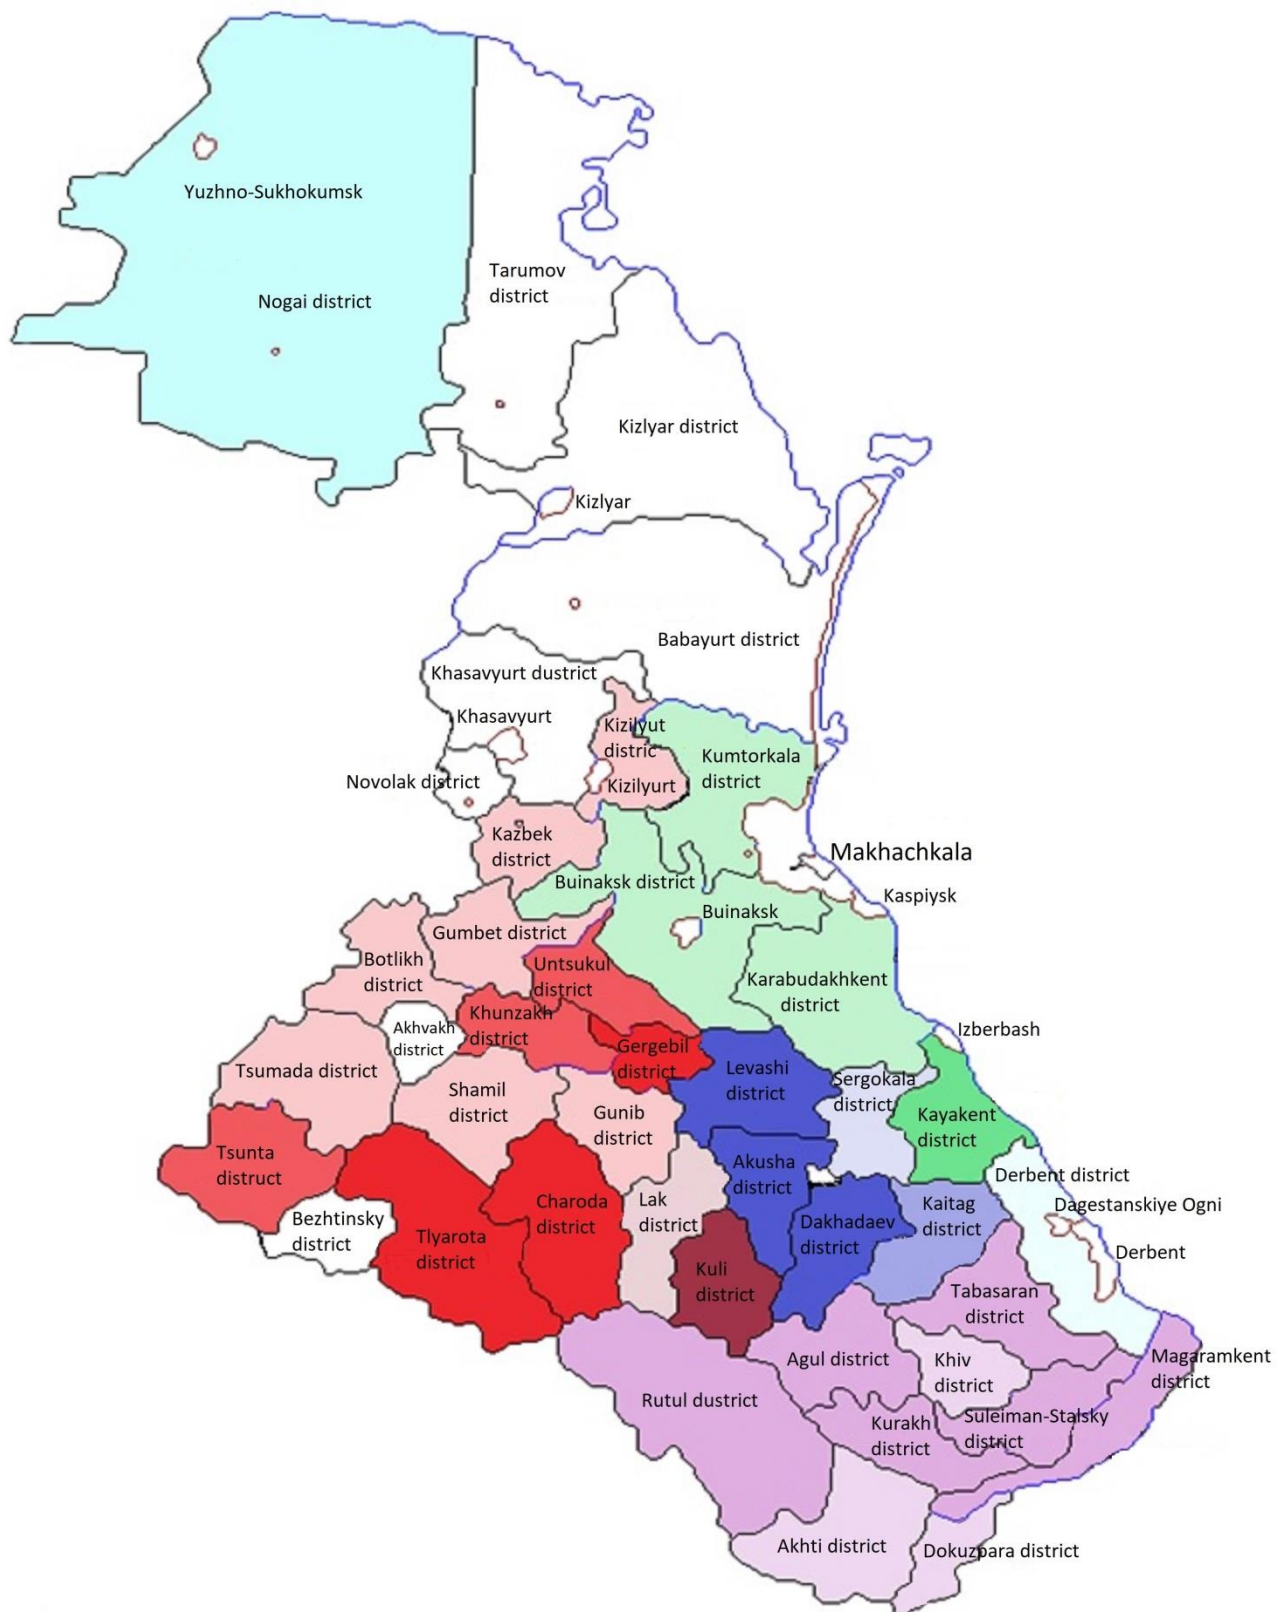 Yuzhno-Sukhokumsk
Nogai district
Tarumov
district
Kizlyar district
Kizlyar
Babayurt district
Khasavyurt dustrict
Khasavyurt
Kizilyut
distric
Kizilyurt
Kumtorkala
district
Novolak district
Kazbek
district
Makhachkala
Buinaksk district
Kaspiysk
Buinaksk
Gumbet district
Botlikh
district
Untsukul
district
Karabudakhkent
district
Akhvakh
district
Khunzakh
district
Izberbash
Gergebil
district
Tsumada district
Levashi
district
Sergokala
district
Shamil
district
Gunib
district
Kayakent
district
Tsunta
distruct
Akusha
district
Derbent district
Bezhtinsky
district
Tlyarota
district
Charoda
district
Lak
district
Dakhadaev
district
Kaitag
district
Dagestanskiye Ogni
Derbent
Kuli
district
Tabasaran
district
Agul district
Khiv
district
Magaramkent
district
Rutul dustrict
Kurakh
district
Suleiman-Stalsky
district
Akhti district
Dokuzpara district